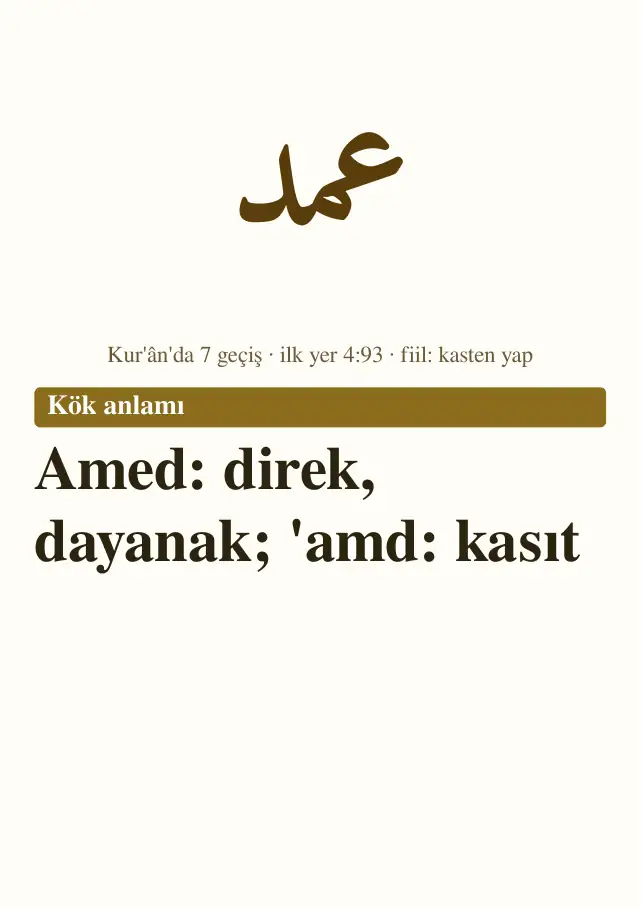 عمد
Kur'ân'da 7 geçiş · ilk yer 4:93 · fiil: kasten yap
Kök anlamı
Amed: direk,
dayanak; 'amd: kasıt